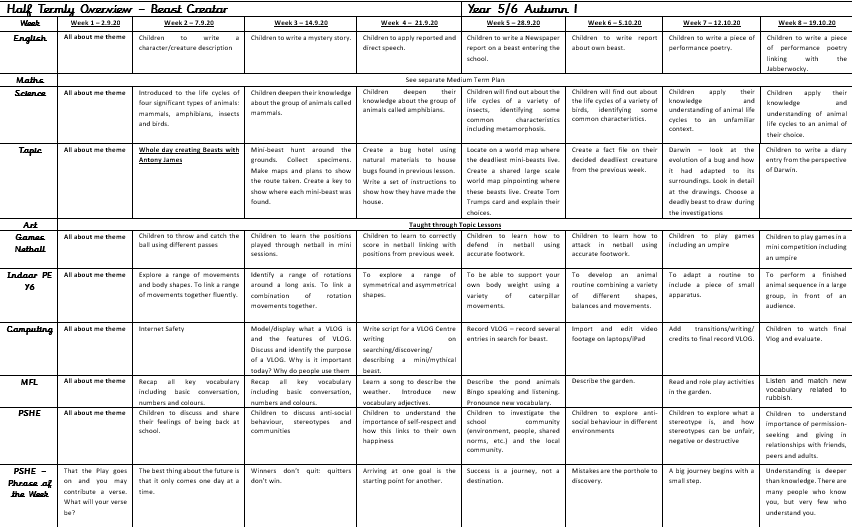 Half Termly Overview – Beast Creator
Year 5/6 Autumn 1
Week
Week 1 – 2.9.20
Week 2 – 7.9.20
Week 3 – 14.9.20
Week 4 – 21.9.20
Week 5 – 28.9.20
Week 6 – 5.10.20
Week 7 – 12.10.20
Week 8 – 19.10.20
English
All about me theme
Children to write a
character/creature description
Children to write a mystery story.
Children to apply reported and
direct speech.
Children to write a Newspaper
report on a beast entering the
school.
Children to write report
about own beast.
Children to write a piece of
performance poetry.
Children to write a piece
of performance poetry
linking with the
Jabberwocky.
Maths
See separate Medium Term Plan
Science
All about me theme
Introduced to the life cycles of
four significant types of animals:
mammals, amphibians, insects
and birds.
Children deepen their knowledge
about the group of animals called
mammals.
Children deepen their
knowledge about the group of
animals called amphibians.
Children will find out about the
life cycles of a variety of
insects, identifying some
common characteristics
including metamorphosis.
Children will find out about
the life cycles of a variety of
birds, identifying some
common characteristics.
Children apply their
knowledge and
understanding of animal life
cycles to an unfamiliar
context.
Children apply their
knowledge and
understanding of animal
life cycles to an animal of
their choice.
Topic
All about me theme
Whole day creating Beasts with
Antony James
Mini-beast hunt around the
grounds. Collect specimens.
Make maps and plans to show
the route taken. Create a key to
show where each mini-beast was
found.
Create a bug hotel using
natural materials to house
bugs found in previous lesson.
Write a set of instructions to
show how they have made the
house.
Locate on a world map where
the deadliest mini-beasts live.
Create a shared large scale
world map pinpointing where
these beasts live. Create Tom
Trumps card and explain their
choices.
Create a fact file on their
decided deadliest creature
from the previous week.
Darwin – look at the
evolution of a bug and how
it had adapted to its
surroundings. Look in detail
at the drawings. Choose a
deadly beast to draw during
the investigations
Children to write a diary
entry from the perspective
of Darwin.
Art
Taught through Topic Lessons
Games
Netball
All about me theme
Children to throw and catch the
ball using different passes
Children to learn the positions
played through netball in mini
sessions.
Children to learn to correctly
score in netball linking with
positions from previous week.
Children to learn how to
defend in netball using
accurate footwork.
Children to learn how to
attack in netball using
accurate footwork.
Children to play games
including an umpire
Children to play games in a
mini competition including
an umpire
Indoor PE
Y6
All about me theme
Explore a range of movements
and body shapes. To link a range
of movements together fluently.
Identify a range of rotations
around a long axis. To link a
combination of rotation
movements together.
To explore a range of
symmetrical and asymmetrical
shapes.
To be able to support your
own body weight using a
variety of caterpillar
movements.
To develop an animal
routine combining a variety
of different shapes,
balances and movements.
To adapt a routine to
include a piece of small
apparatus.
To perform a finished
animal sequence in a large
group, in front of an
audience.
Computing
All about me theme
Internet Safety
Model/display what a VLOG is
and the features of VLOG.
Discuss and identify the purpose
of a VLOG. Why is it important
today? Why do people use them
Write script for a VLOG Centre
writing on
searching/discovering/
describing a mini/mythical
beast.
Record VLOG – record several
entries in search for beast.
Import and edit video
footage on laptops/iPad
Add transitions/writing/
credits to final record VLOG.
Children to watch final
Vlog and evaluate.
MFL
All about me theme
Recap all key vocabulary
including basic conversation,
numbers and colours.
Recap all key vocabulary
including basic conversation,
numbers and colours.
Learn a song to describe the
weather. Introduce new
vocabulary adjectives.
Describe the pond animals
Bingo speaking and listening.
Pronounce new vocabulary.
Describe the garden.
Read and role play activities
in the garden.
Listen and match new
vocabulary related to
rubbish.
PSHE
All about me theme
Children to discuss and share
their feelings of being back at
school.
Children to discuss anti-social
behaviour, stereotypes and
communities
Children to understand the
importance of self-respect and
how this links to their own
happiness
Children to investigate the
school community
(environment, people, shared
norms, etc.) and the local
community.
Children to explore anti-
social behaviour in different
environments
Children to explore what a
stereotype is, and how
stereotypes can be unfair,
negative or destructive
Children to understand
importance of permission-
seeking and giving in
relationships with friends,
peers and adults.
PSHE –
Phrase of
the Week
That the Play goes
on and you may
contribute a verse.
What will your verse
be?
The best thing about the future is
that it only comes one day at a
time.
Winners don't quit: quitters
don't win.
Arriving at one goal is the
starting point for another.
Success is a journey, not a
destination.
Mistakes are the porthole to
discovery.
A big journey begins with a
small step.
Understanding is deeper
than knowledge. There are
many people who know
you, but very few who
understand you.